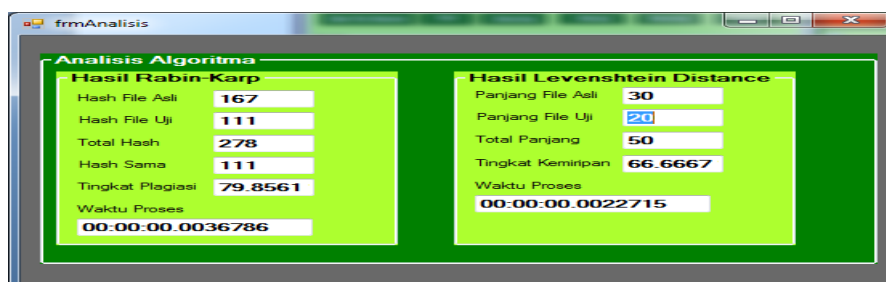 frmAnalisis
Analisis Algoritma
Hasil Rabin-Karp
Hash File Asli 167
Hash File Uji 111
Total Hash 278
Hash Sama 111
Tingkat Plagiasi 79.8561
Waktu Proses
00:00:00.0036786
Hasil Levenshtein Distance
Panjang File Asli 30
Panjang File Uji 20
Total Panjang 50
Tingkat Kemiripan 66.6667
Waktu Proses
00:00:00.0022715